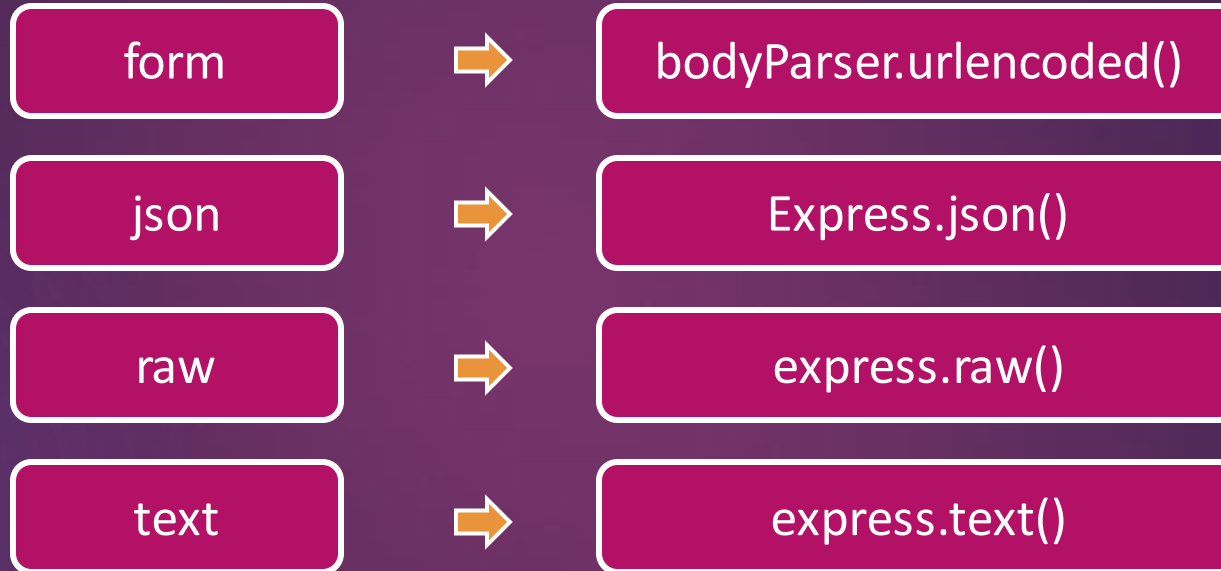 form
bodyParser.urlencoded()
json
Express.json()
raw
express.raw()
text
express.text()